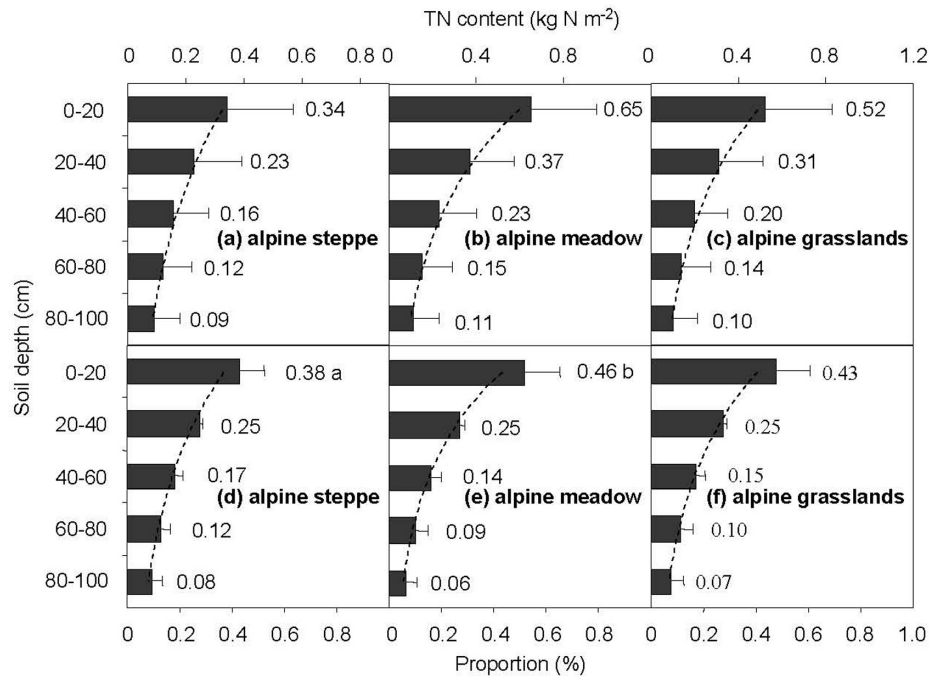 TN content (kg N m-2)
0 0.2 0.4 0.6 0.8 0 0.4 0.8 0 0.4 0.8 1.2
0-20 0.34 0.65 0.52
20-40 0.23 0.37 0.31
40-60 0.16 0.23 0.20
(a) alpine steppe (b) alpine meadow (c) alpine grasslands
60-80 0.12 0.15 0.14
80-100 0.09 0.11 0.10
Soil depth (cm)
0-20 0.38 a 0.46 b 0.43
20-40 0.25 0.25 0.25
40-60 0.17 0.14 0.15
(d) alpine steppe (e) alpine meadow (f) alpine grasslands
60-80 0.12 0.09 0.10
80-100 0.08 0.06 0.07
0 0.2 0.4 0.6 0.8 0 0.2 0.4 0.6 0.8 0 0.2 0.4 0.6 0.8 1.0
Proportion (%)